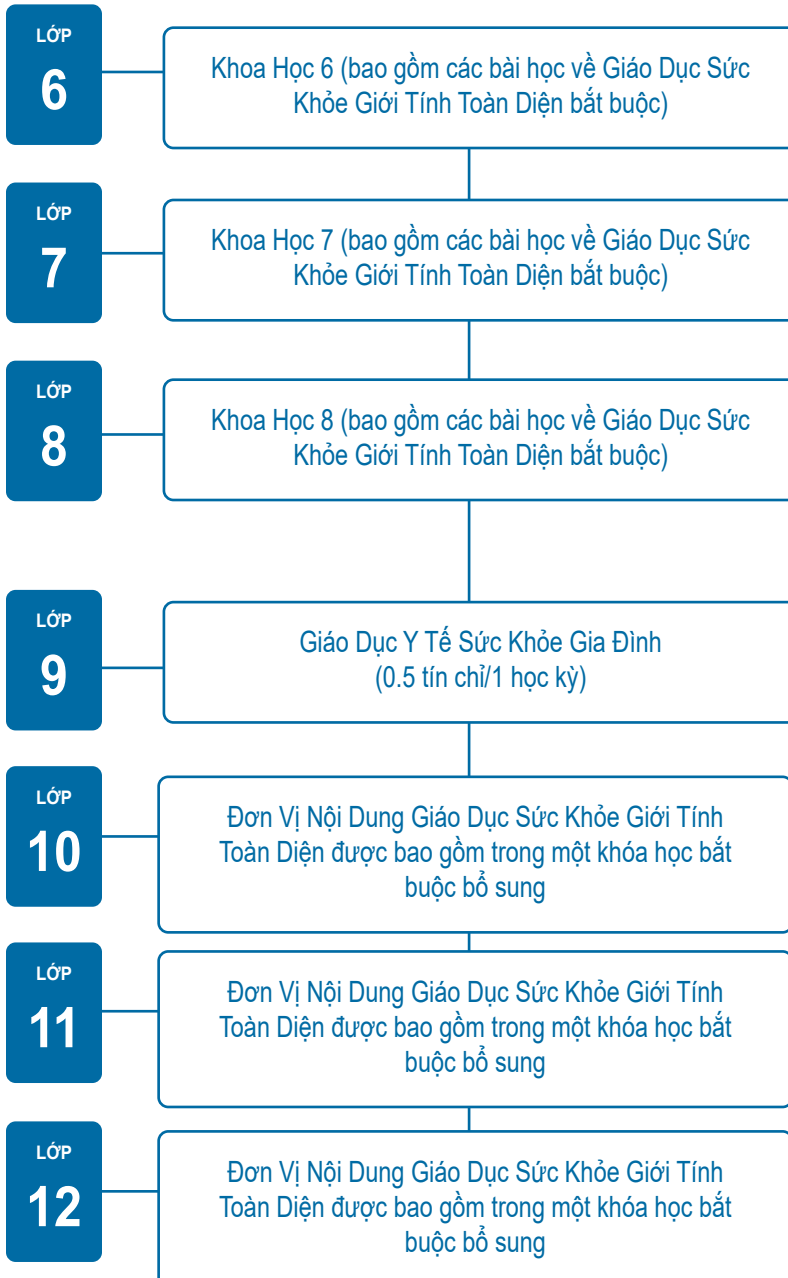 LỚP
6
Khoa Học 6 (bao gồm các bài học về Giáo Dục Sức
Khỏe Giới Tính Toàn Diện bắt buộc)
LỚP
7
Khoa Học 7 (bao gồm các bài học về Giáo Dục Sức
Khỏe Giới Tính Toàn Diện bắt buộc)
LỚP
8
Khoa Học 8 (bao gồm các bài học về Giáo Dục Sức
Khỏe Giới Tính Toàn Diện bắt buộc)
LỚP
9
Giáo Dục Y Tế Sức Khỏe Gia Đình
(0.5 tín chỉ/1 học kỳ)
LỚP
10
Đơn Vị Nội Dung Giáo Dục Sức Khỏe Giới Tính
Toàn Diện được bao gồm trong một khóa học bắt
buộc bổ sung
LỚP
11
Đơn Vị Nội Dung Giáo Dục Sức Khỏe Giới Tính
Toàn Diện được bao gồm trong một khóa học bắt
buộc bổ sung
LỚP
12
Đơn Vị Nội Dung Giáo Dục Sức Khỏe Giới Tính
Toàn Diện được bao gồm trong một khóa học bắt
buộc bổ sung